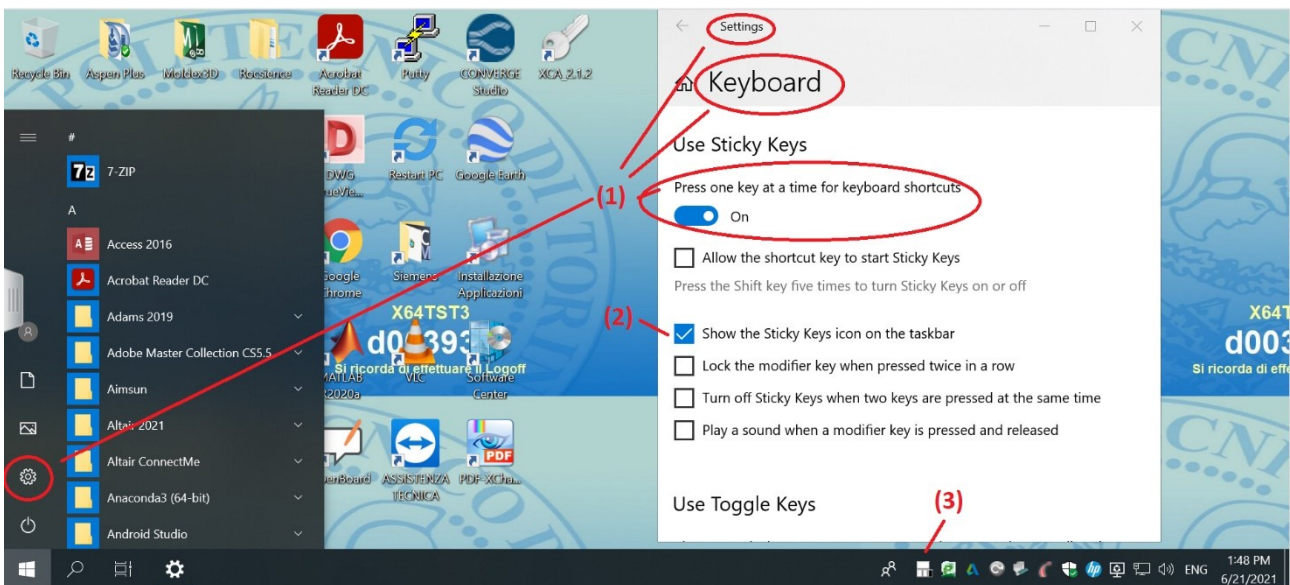 Recycle Bin
Aspen Plus
Moldex3D
Rocscience
Acrobat
Reader DC
Putty
CONVERGE
Studio
XCA_2.1.2
DWG
Restart PC
Google Earth
Google
Chrome
Siemens
Installazione
Applicazioni
X64TST3
Si ricorda di effettuare il Logoff
MATLAB
R2020a
VLC
Software
Center
ASSISTENZA
TECNICA
PDF-XCha...
PDF
#
7-ZIP
A
Access 2016
Acrobat Reader DC
Adams 2019
Adobe Master Collection CS5.5
Aimsun
Altair 2021
Altair ConnectMe
Anaconda3 (64-bit)
Android Studio
(1)
(2)
(3)
Settings
Keyboard
Use Sticky Keys
Press one key at a time for keyboard shortcuts
On
Allow the shortcut key to start Sticky Keys
Press the Shift key five times to turn Sticky Keys on or off
Show the Sticky Keys icon on the taskbar
Lock the modifier key when pressed twice in a row
Turn off Sticky Keys when two keys are pressed at the same time
Play a sound when a modifier key is pressed and released
Use Toggle Keys
X64T
d003
Si ricorda di effe
ENG
1:48 PM
6/21/2021